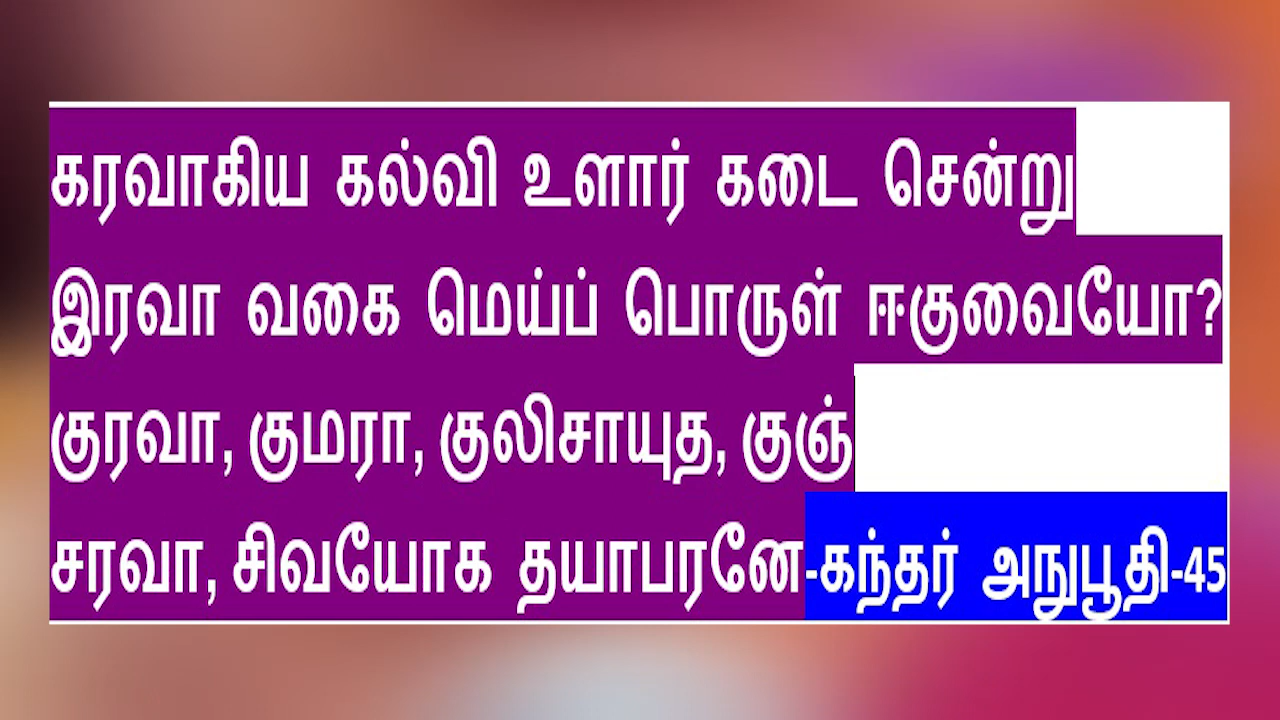 கரவாகிய கல்வி உளார் கடை சென்று
இரவா வகை மெய்ப் பொருள் ஈகுவையோ?
குரவா, குமரா, குலிசாயுத, குஞ்
சரவா, சிவயோக தயாபரனே-கந்தர் அநுபூதி-45